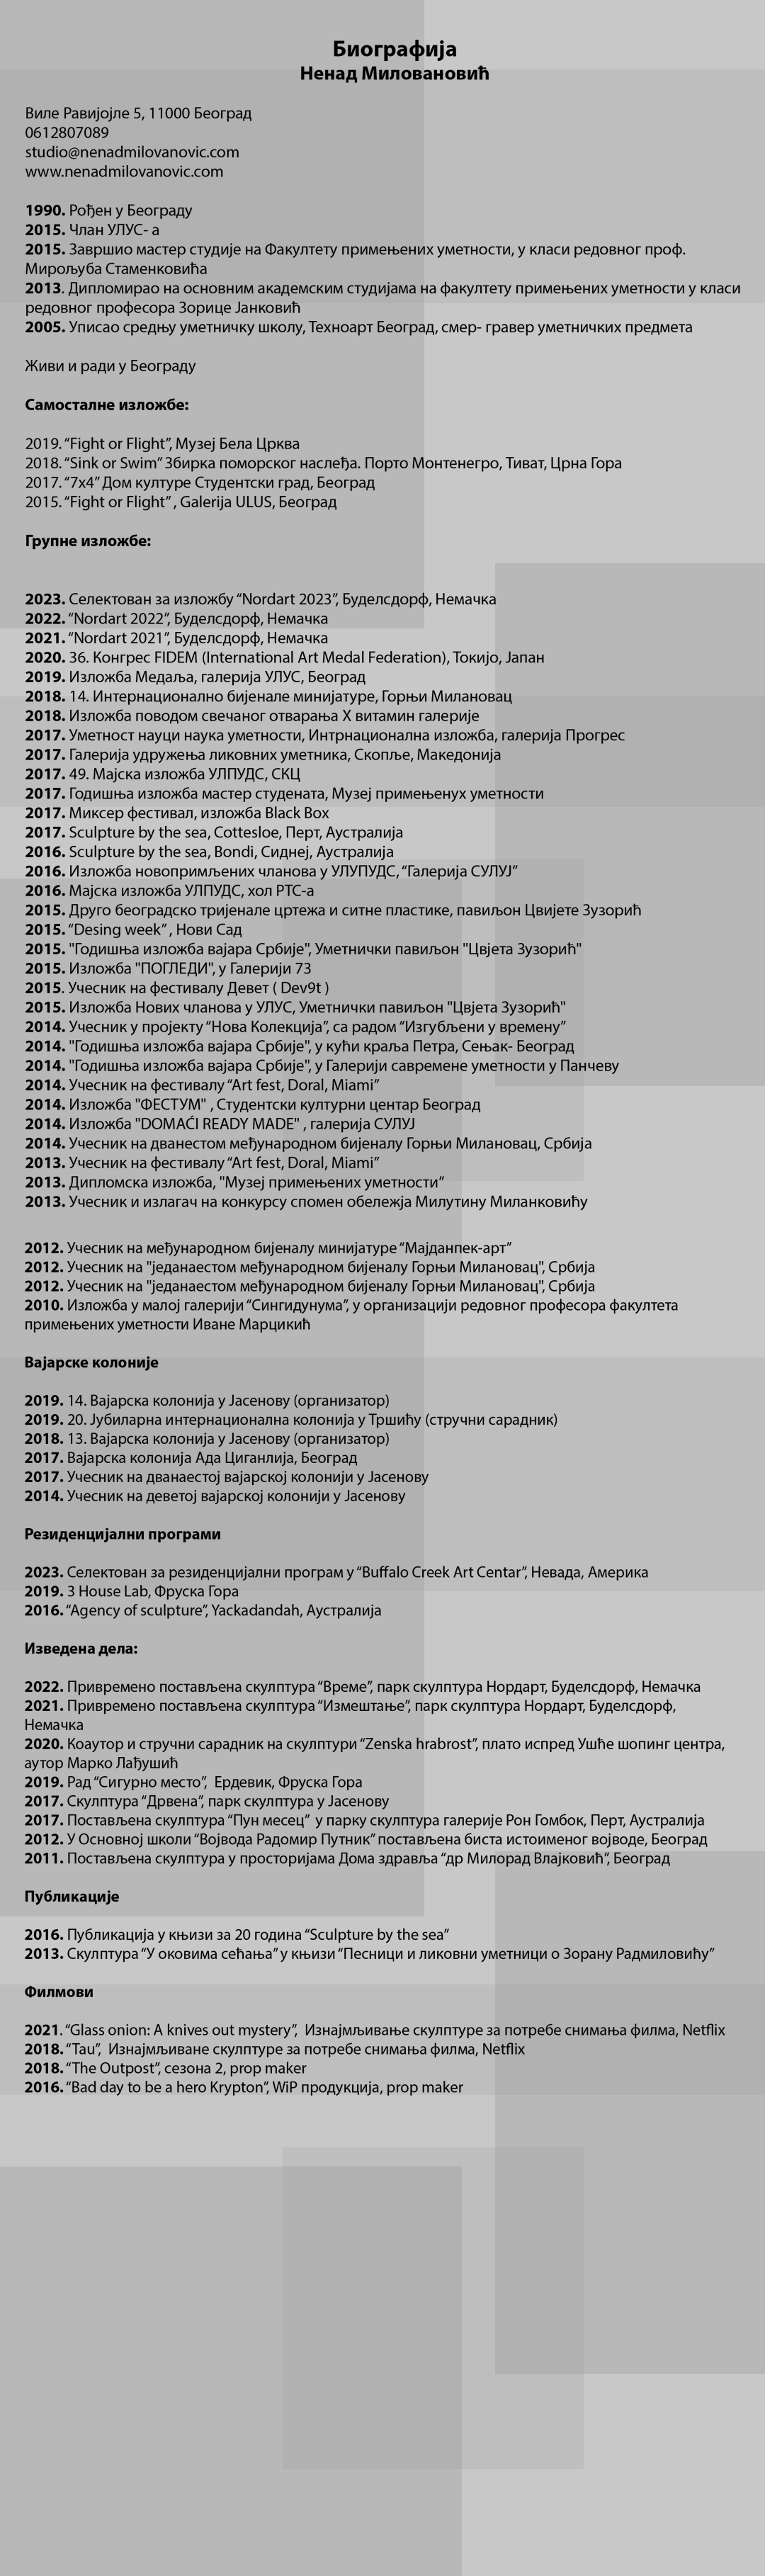 Биографија
Ненад Миловановић
Виле Равијојле 5, 11000 Београд
0612807089
studio@nenadmilovanovic.com
www.nenadmilovanovic.com
1990. Рођен у Београду
2015. Члан УЛУС- а
2015. Завршио мастер студије на Факултету примењених уметности, у класи редовног проф.
Мирољуба Стаменковића
2013. Дипломирао на основним академским студијама на факултету примењених уметности у класи
редовног професора Зорице Јанковић
2005. Уписао средњу уметничку школу, Техноарт Београд, смер- гравер уметничких предмета
Живи и ради у Београду
Самосталне изложбе:
2019. “Fight or Flight”, Музеј Бела Црква
2018. “Sink or Swim” Збирка поморског наслеђа. Порто Монтенегро, Тиват, Црна Гора
2017. “7x4” Дом културе Студентски град, Београд
2015. “Fight or Flight” , Galerija ULUS, Београд
Групне изложбе:
2023. Селектован за изложбу “Nordart 2023”, Буделсдорф, Немачка
2022. “Nordart 2022”, Буделсдорф, Немачка
2021. “Nordart 2021”, Буделсдорф, Немачка
2020. 36. Конгрес FIDEM (International Art Medal Federation), Токијо, Јапан
2019. Изложба Медаља, галерија УЛУС, Београд
2018. 14. Интернационално бијенале минијатуре, Горњи Милановац
2018. Изложба поводом свечаног отварања X витамин галерије
2017. Уметност науци наука уметности, Интрнационална изложба, галерија Прогрес
2017. Галерија удружења ликовних уметника, Скопље, Македонија
2017. 49. Мајска изложба УЛПУДС, СКЦ
2017. Годишња изложба мастер студената, Музеј примењенух уметности
2017. Миксер фестивал, изложба Black Box
2017. Sculpture by the sea, Cottesloe, Перт, Аустралија
2016. Sculpture by the sea, Bondi, Сиднеј, Аустралија
2016. Изложба новопримљених чланова у УЛУПУДС, “Галерија СУЛУЈ”
2016. Мајска изложба УЛПУДС, хол РТС-а
2015. Друго београдско тријенале цртежа и ситне пластике, павиљон Цвијете Зузорић
2015. “Desing week” , Нови Сад
2015. "Годишња изложба вајара Србије", Уметнички павиљон "Цвјета Зузорић"
2015. Изложба "ПОГЛЕДИ", у Галерији 73
2015. Учесник на фестивалу Девет ( Dev9t )
2015. Изложба Нових чланова у УЛУС, Уметнички павиљон "Цвјета Зузорић"
2014. Учесник у пројекту “Нова Колекција”, са радом “Изгубљени у времену”
2014. "Годишња изложба вајара Србије", у кући краља Петра, Сењак- Београд
2014. "Годишња изложба вајара Србије", у Галерији савремене уметности у Панчеву
2014. Учесник на фестивалу “Art fest, Doral, Miami”
2014. Изложба "ФЕСТУМ" , Студентски културни центар Београд
2014. Изложба "DOMAĆI READY MADE" , галерија СУЛУЈ
2014. Учесник на дванестом међународном бијеналу Горњи Милановац, Србија
2013. Учесник на фестивалу “Art fest, Doral, Miami”
2013. Дипломска изложба, "Музеј примењених уметности”
2013. Учесник и излагач на конкурсу спомен обележја Милутину Миланковићу
2012. Учесник на међународном бијеналу минијатуре “Мајданпек-арт”
2012. Учесник на "једанаестом међународном бијеналу Горњи Милановац", Србија
2012. Учесник на "једанаестом међународном бијеналу Горњи Милановац", Србија
2010. Изложба у малој галерији “Сингидунума”, у организацији редовног професора факултета
примењених уметности Иване Марцикић
Вајарске колоније
2019. 14. Вајарска колонија у Јасенову (организатор)
2019. 20. Јубиларна интернационална колонија у Тршићу (стручни сарадник)
2018. 13. Вајарска колонија у Јасенову (организатор)
2017. Вајарска колонија Ада Циганлија, Београд
2017. Учесник на дванаестој вајарској колонији у Јасенову
2014. Учесник на деветој вајарској колонији у Јасенову
Резиденцијални програми
2023. Селектован за резиденцијални програм у “Buffalo Creek Art Centar”, Невада, Америка
2019. 3 House Lab, Фруска Гора
2016. “Agency of sculpture”, Yackadandah, Аустралија
Изведена дела:
2022. Привремено постављена скулптура “Време”, парк скулптура Нордарт, Буделсдорф, Немачка
2021. Привремено постављена скулптура “Измештање”, парк скулптура Нордарт, Буделсдорф,
Немачка
2020. Коаутор и стручни сарадник на скулптури “Zenska hrabrost”, плато испред Ушће шопинг центра,
аутор Марко Лађушић
2019. Рад “Сигурно место”, Ердевик, Фруска Гора
2017. Скулптура “Дрвена”, парк скулптура у Јасенову
2017. Постављена скулптура “Пун месец” у парку скулптура галерије Рон Гомбок, Перт, Аустралија
2012. У Основној школи “Војвода Радомир Путник” постављена биста истоименог војводе, Београд
2011. Постављена скулптура у просторијама Дома здравља “др Милорад Влајковић”, Београд
Публикације
2016. Публикација у књизи за 20 година “Sculpture by the sea”
2013. Скулптура “У оковима сећања” у књизи “Песници и ликовни уметници о Зорану Радмиловићу”
Филмови
2021. “Glass onion: A knives out mystery”, Изнајмљивање скулптуре за потребе снимања филма, Netflix
2018. “Tau”, Изнајмљиване скулптуре за потребе снимања филма, Netflix
2018. “The Outpost”, сезона 2, prop maker
2016. “Bad day to be a hero Krypton”, WiP продукција, prop maker